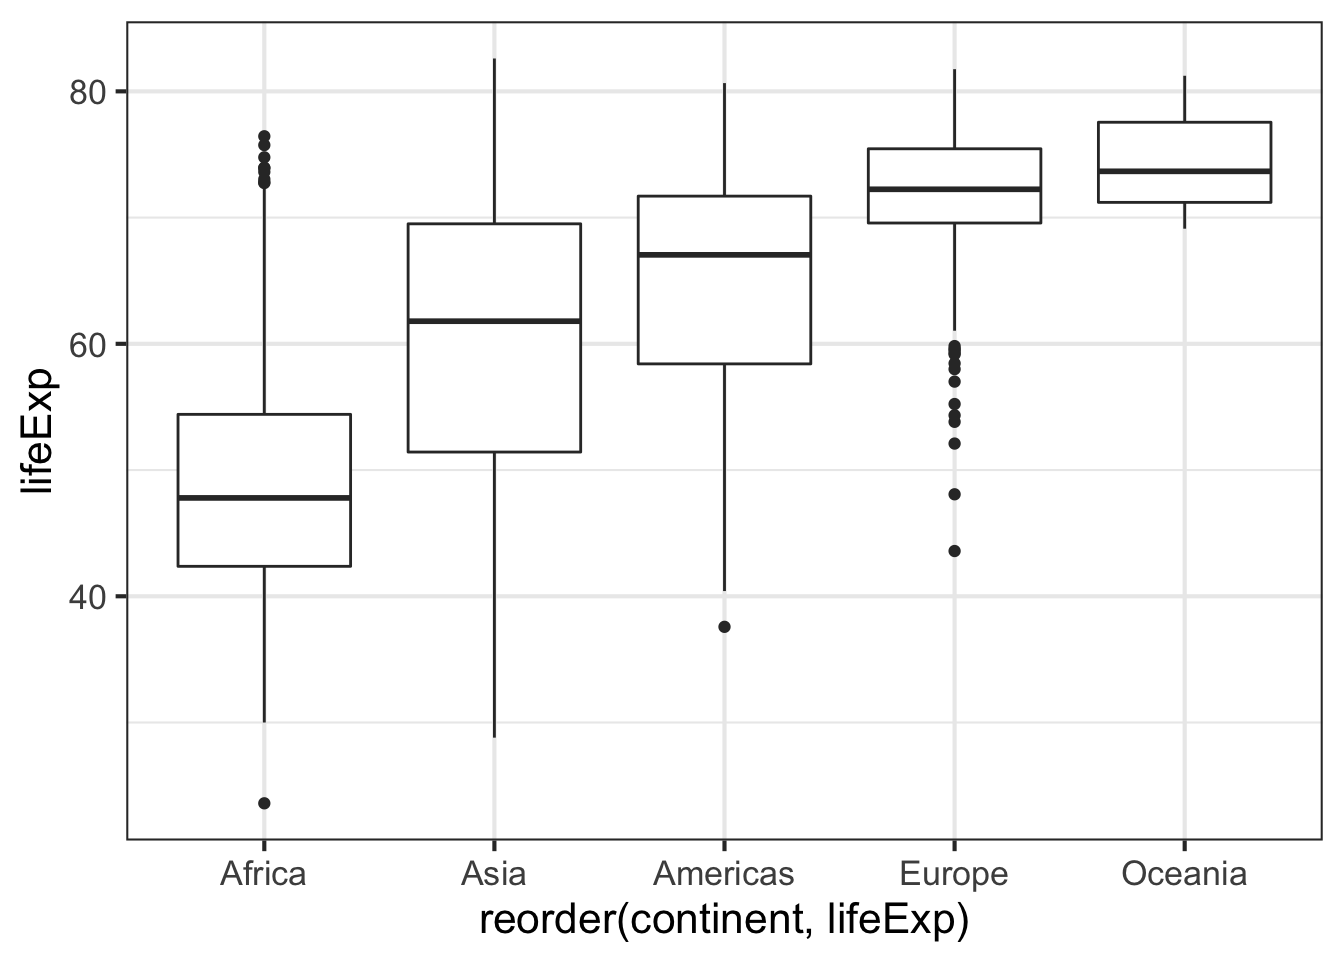 80
60
40
lifeExp
Africa Asia Americas Europe Oceania
reorder(continent, lifeExp)